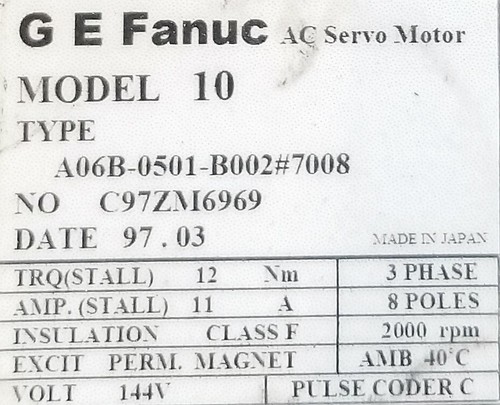 G E Fanuc AC Servo Motor
MODEL 10
TYPE
A06B-0501-B002#7008
NO C97ZM6969
DATE 97.03
MADE IN JAPAN
TRQ(STALL) 12 Nm 3 PHASE
AMP. (STALL) 11 A 8 POLES
INSULATION CLASS F 2000 rpm
EXCIT PERM. MAGNET AMB 40°C
VOLT 144V PULSE CODER C